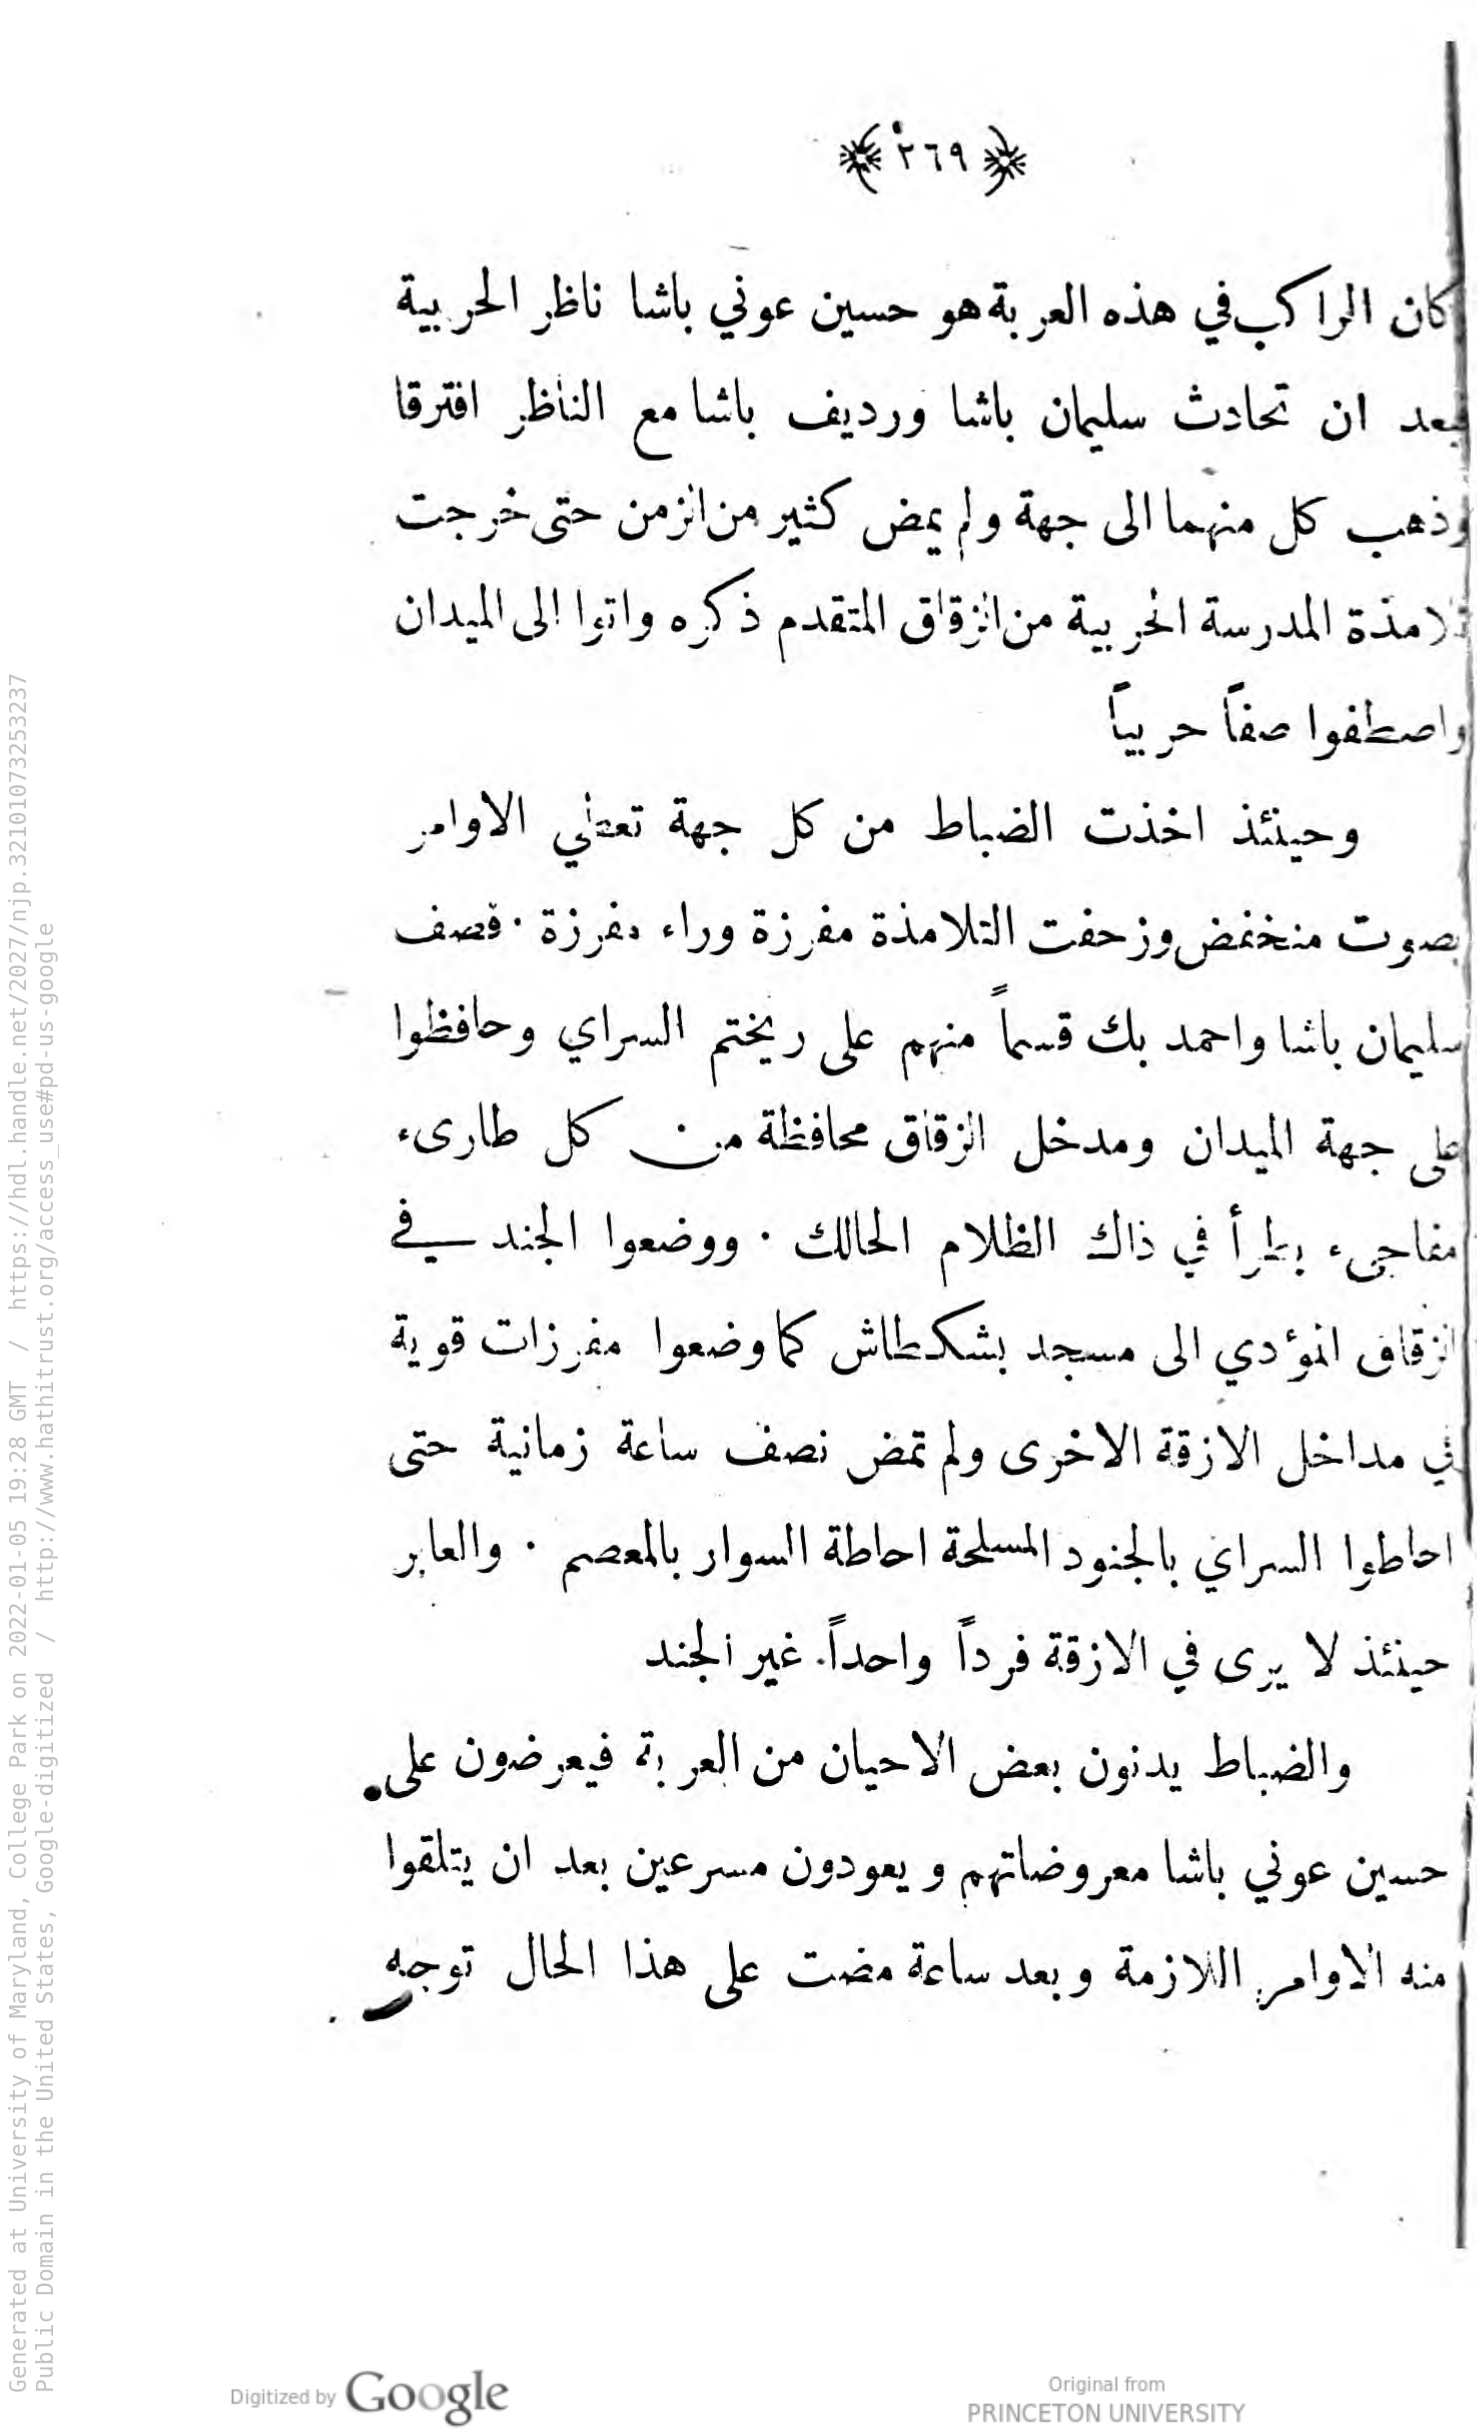 ٢٦٩
كان الراكب في هذه العربة هو حسين عوني باشا ناظر الحربية
فبعد ان تحادث سليمان باشا ورديف باشا مع الناظر افترقا
وذهب كل منهما الى جهة ولم يمض كثير من الزمن حتى خرجت
تلامذة المدرسة الحربية من الزقاق المتقدم ذكره واتوا الى الميدان
واصطفوا صفاً حربياً
وحينئذ اخذت الضباط من كل جهة تعطي الاوامر
بصوت منخفض وزحفت التلامذة مفرزة وراء مفرزة · فصف
سليمان باشا واحمد بك قسماً منهم على ريختم السراي وحافظوا
على جهة الميدان ومدخل الزقاق محافظة من كل طارىء
مفاجىء يطرأ في ذاك الظلام الحالك · ووضعوا الجند في
الزقاق المؤدي الى مسجد بشكطاش كما وضعوا مفرزات قوية
في مداخل الازقة الاخرى ولم تمض نصف ساعة زمانية حتى
احاطوا السراي بالجنود المسلحة احاطة السوار بالمعصم · والعابر
حينئذ لا يرى في الازقة فرداً واحداً غير الجند
والضباط يدنون بعض الاحيان من العربة فيعرضون على
حسين عوني باشا معروضاتهم ويعودون مسرعين بعد ان يتلقوا
منه الاوامر اللازمة وبعد ساعة مضت على هذا الحال توجه
Generated at University of Maryland, College Park on 2022-01-05 19:28 GMT / https://hdl.handle.net/2027/njp.32101073253237
Public Domain in the United States, Google-digitized / http://www.hathitrust.org/access_use#pd-us-google
Digitized by Google
Original from
PRINCETON UNIVERSITY